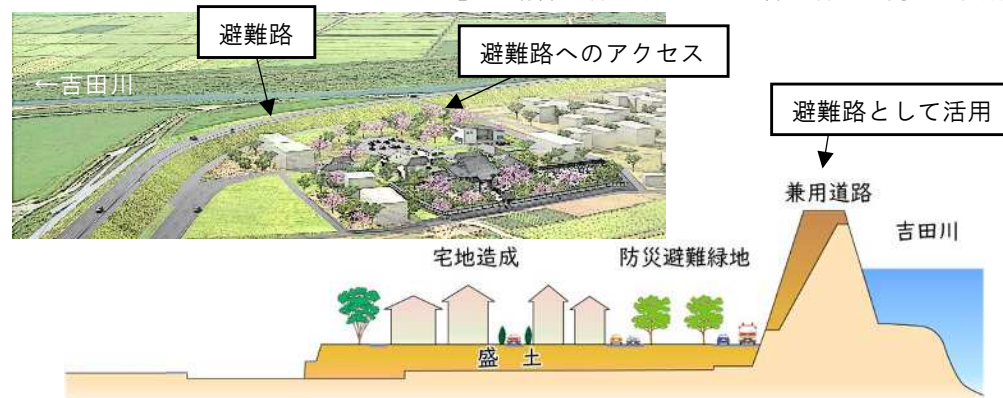 避難路
避難路へのアクセス
←吉田川
避難路として活用
兼用道路
吉田川
宅地造成
防災避難緑地
盛 土